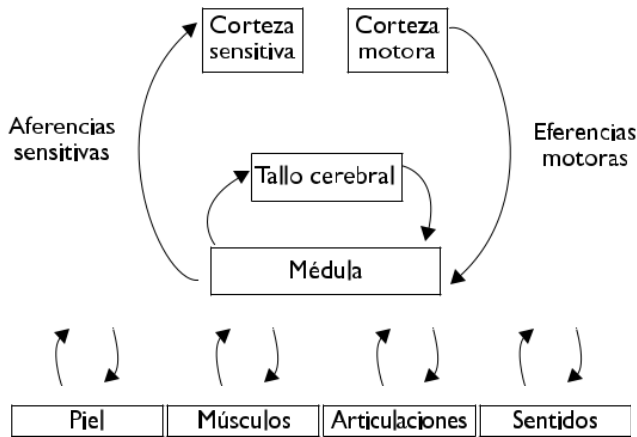 Corteza
sensitiva
Corteza
motora
Aferencias
sensitivas
Eferencias
motoras
Tallo cerebral
Médula
Piel
Músculos
Articulaciones
Sentidos